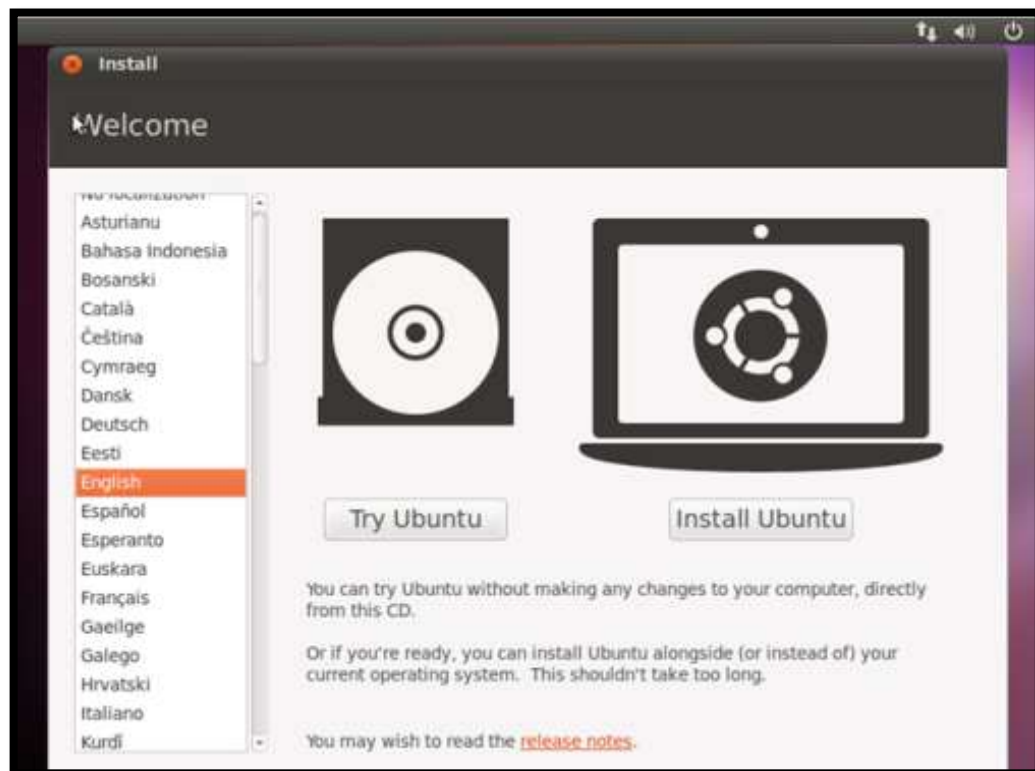 Install
Welcome
No localization
Asturianu
Bahasa Indonesia
Bosanski
Català
Čeština
Cymraeg
Dansk
Deutsch
Eesti
English
Español
Esperanto
Euskara
Français
Gaeilge
Galego
Hrvatski
Italiano
Kurdî
Try Ubuntu
Install Ubuntu
You can try Ubuntu without making any changes to your computer, directly
from this CD.
Or if you're ready, you can install Ubuntu alongside (or instead of) your
current operating system. This shouldn't take too long.
You may wish to read the release notes.